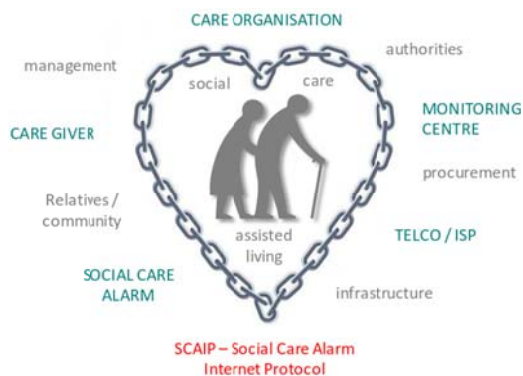 CARE ORGANISATION
authorities
management
social
care
CARE GIVER
MONITORING
CENTRE
procurement
Relatives /
community
assisted
living
TELCO / ISP
SOCIAL CARE
ALARM
infrastructure
SCAIP – Social Care Alarm
Internet Protocol